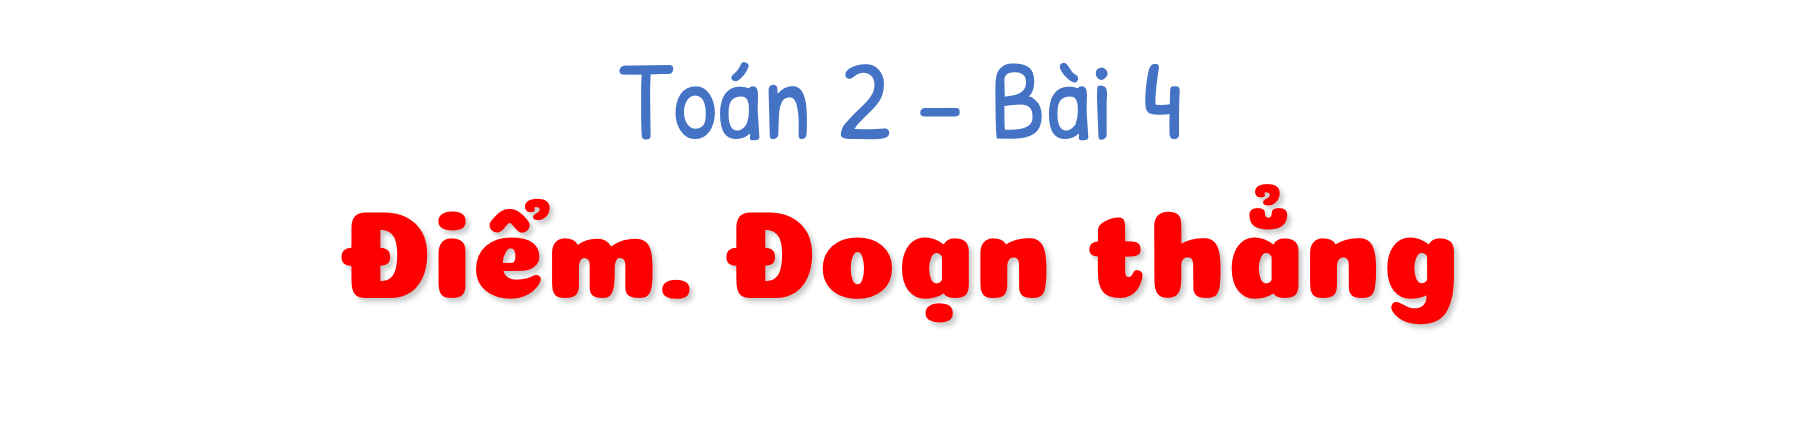 Toán 2 – Bài 4
Điểm. Đoạn thẳng